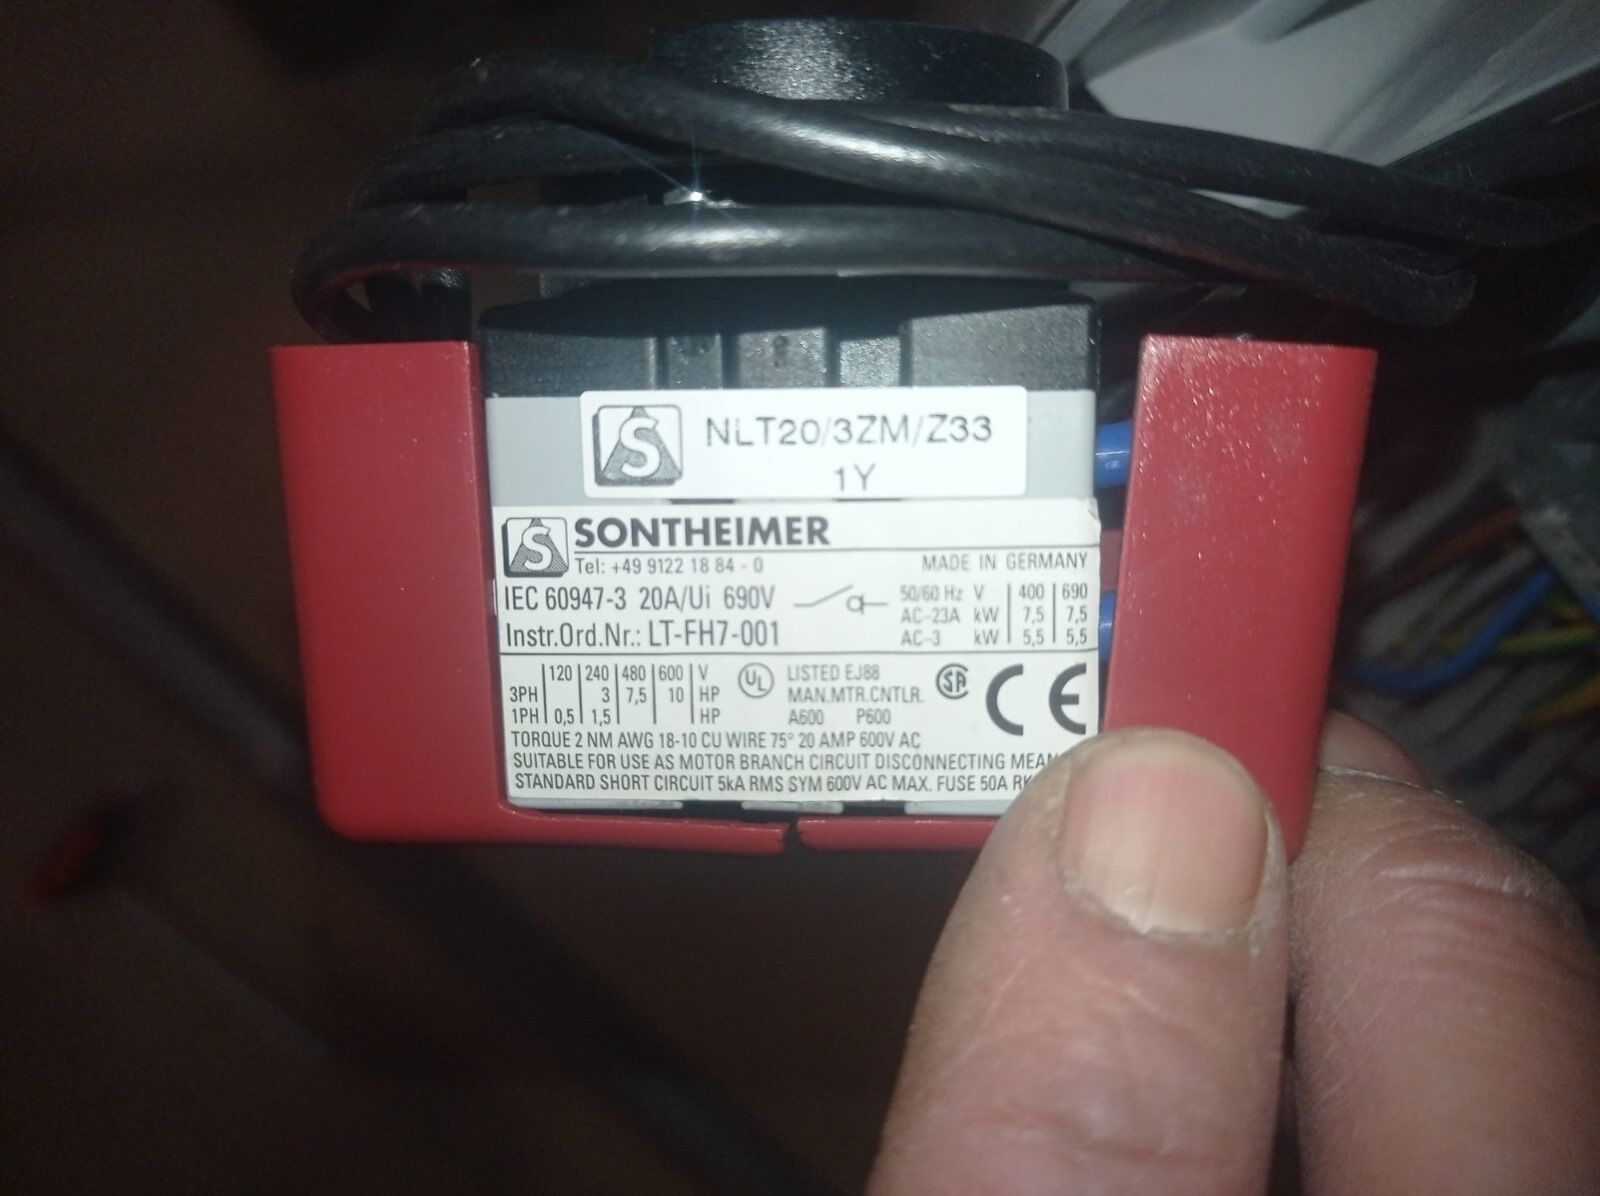 S NLT20/3ZM/Z33
1Y
S SONTHEIMER
Tel: +49 9122 18 84 - 0 MADE IN GERMANY
IEC 60947-3 20A/Ui 690V 50/60 Hz V 400 690
AC-23A kW 7,5 7,5
Instr.Ord.Nr.: LT-FH7-001 AC-3 kW 5,5 5,5
120 240 480 600 V UL LISTED EJ88 SA CE
3PH 3 7,5 10 HP MAN.MTR.CNTLR.
1PH 0,5 1,5 HP A600 P600
TORQUE 2 NM AWG 18-10 CU WIRE 75° 20 AMP 600V AC
SUITABLE FOR USE AS MOTOR BRANCH CIRCUIT DISCONNECTING
STANDARD SHORT CIRCUIT 5kA RMS SYM 600V AC MAX. FUSE 50A